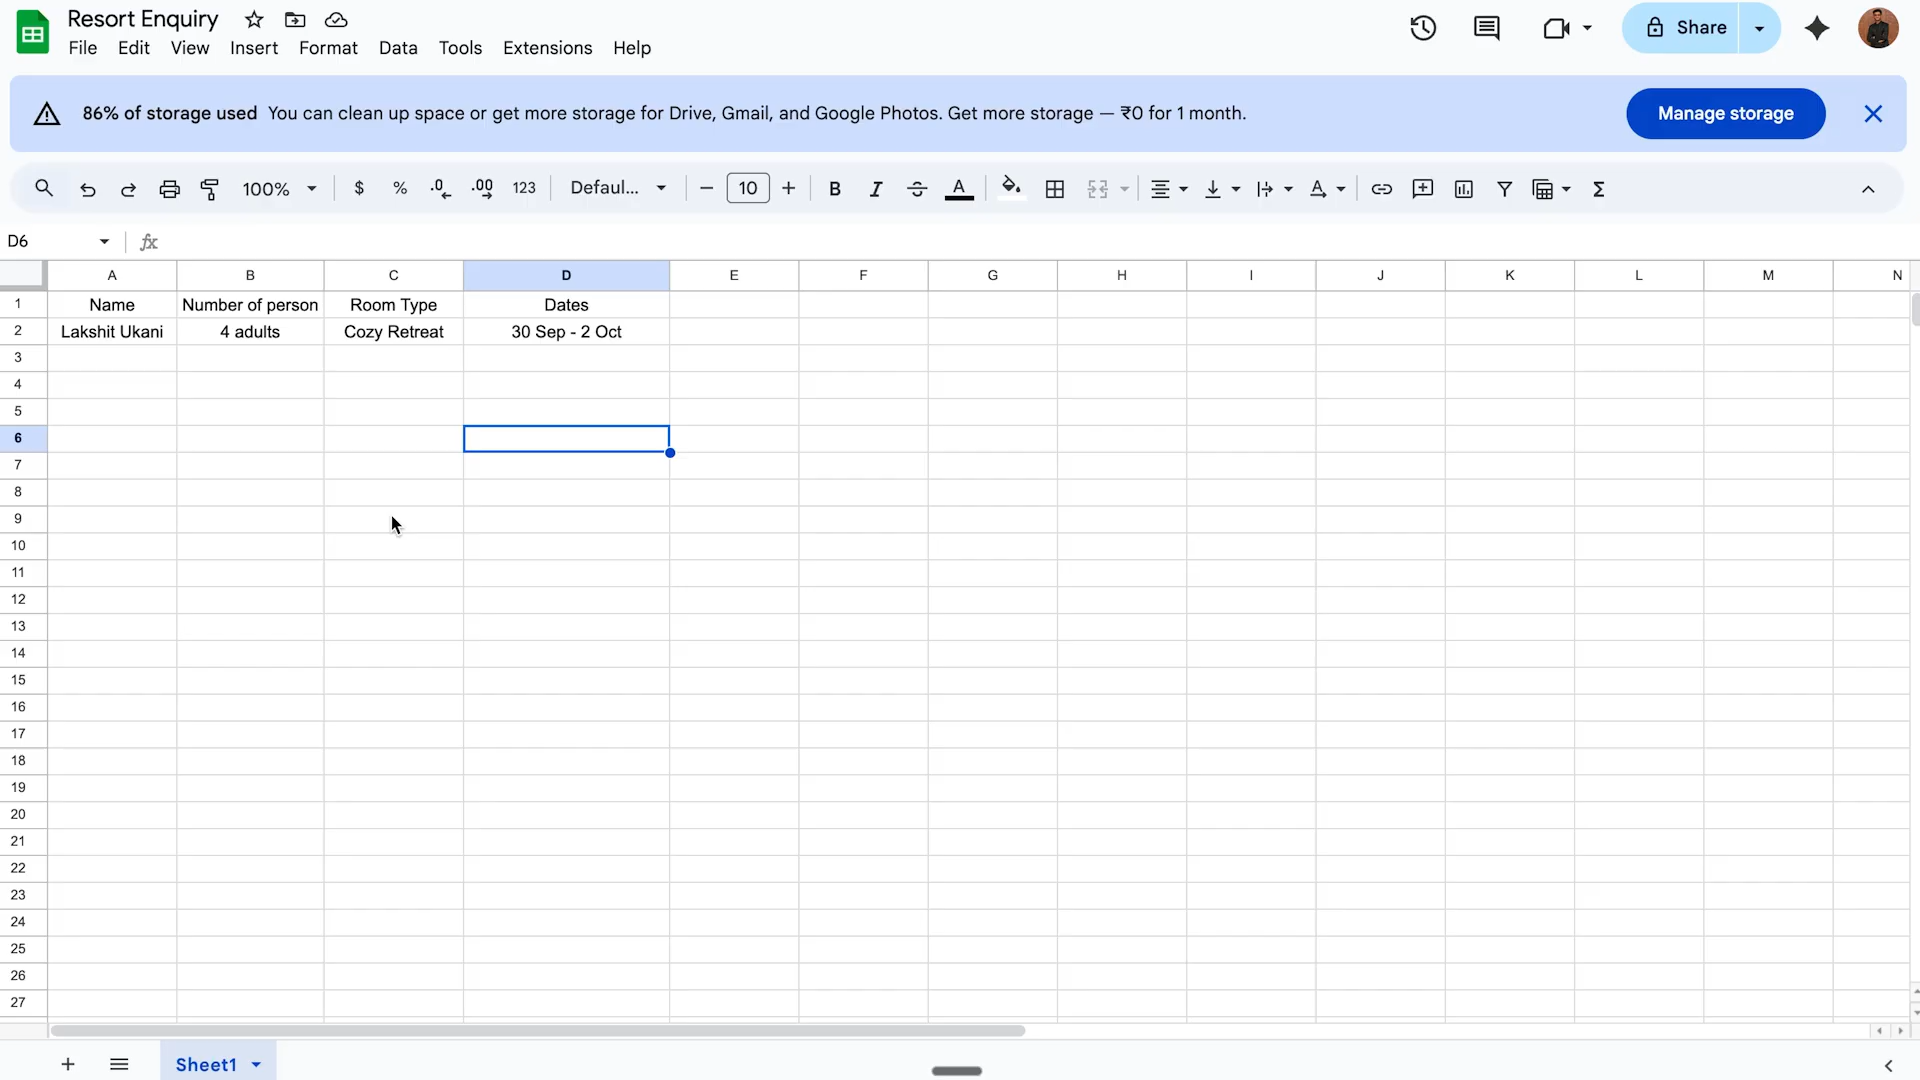 Resort Enquiry
File Edit View Insert Format Data Tools Extensions Help
Share
86% of storage used You can clean up space or get more storage for Drive, Gmail, and Google Photos. Get more storage — ₹0 for 1 month.
Manage storage
100% $ % .0 .00 123 Defaul... 10 B I A A Σ
D6 fx
A B C D E F G H I J K L M N
1 Name Number of person Room Type Dates
2 Lakshit Ukani 4 adults Cozy Retreat 30 Sep - 2 Oct
3
4
5
6
7
8
9
10
11
12
13
14
15
16
17
18
19
20
21
22
23
24
25
26
27
Sheet1